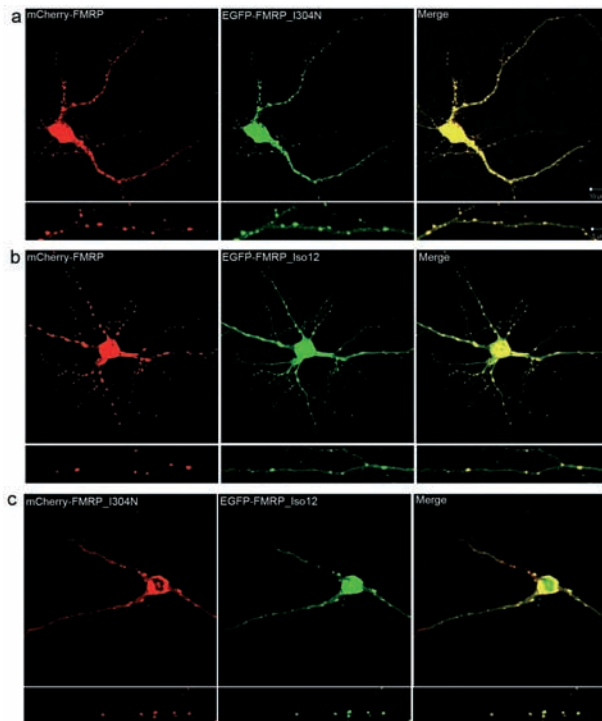 a
mCherry-FMRP EGFP-FMRP_I304N Merge
b
mCherry-FMRP EGFP-FMRP_Iso12 Merge
c
mCherry-FMRP_I304N EGFP-FMRP_Iso12 Merge